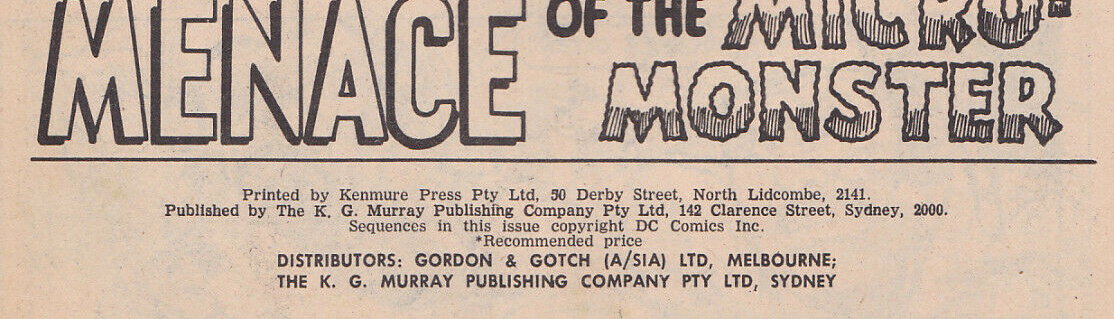 MENACE OF THE MICRO-
MONSTER
Printed by Kenmure Press Pty Ltd, 50 Derby Street, North Lidcombe, 2141.
Published by The K. G. Murray Publishing Company Pty Ltd, 142 Clarence Street, Sydney, 2000.
Sequences in this issue copyright DC Comics Inc.
*Recommended price
DISTRIBUTORS: GORDON & GOTCH (A/SIA) LTD, MELBOURNE;
THE K. G. MURRAY PUBLISHING COMPANY PTY LTD, SYDNEY